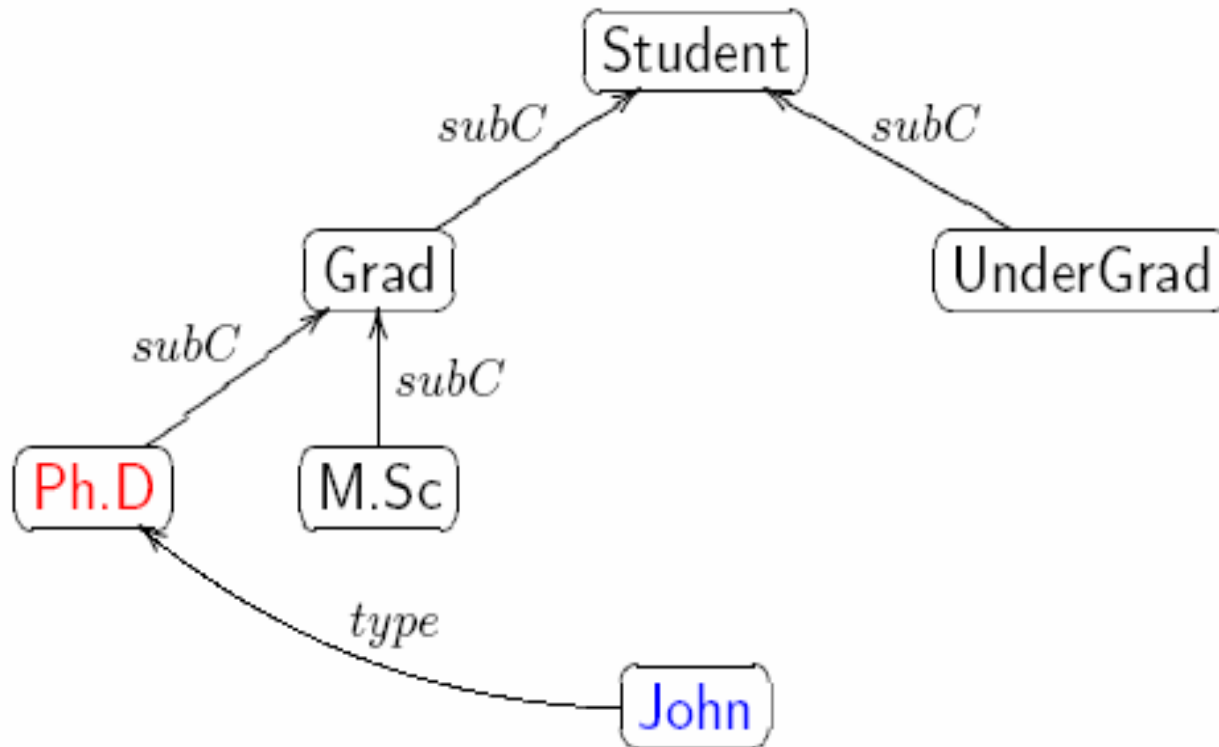 Student
subC
subC
Grad
UnderGrad
subC
subC
Ph.D
M.Sc
type
John